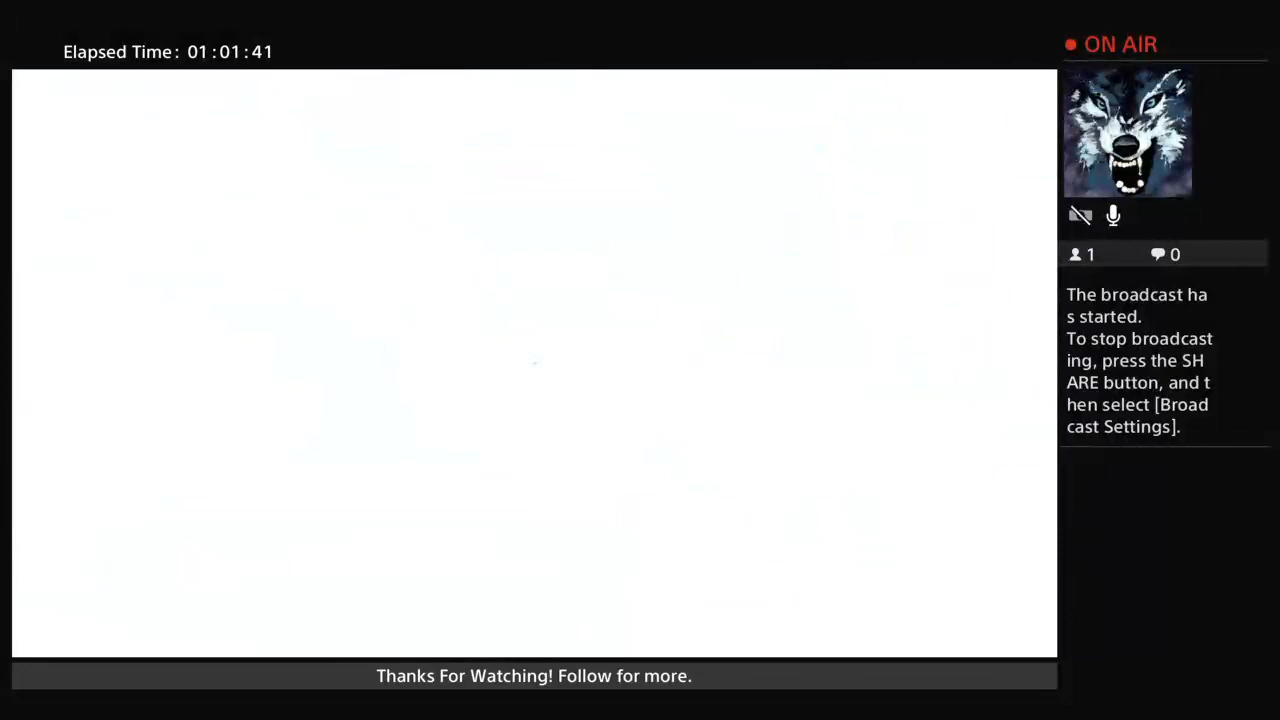 Elapsed Time: 01:01:41
ON AIR
1 0
The broadcast ha
s started.
To stop broadcast
ing, press the SH
ARE button, and t
hen select [Broad
cast Settings].
Thanks For Watching! Follow for more.